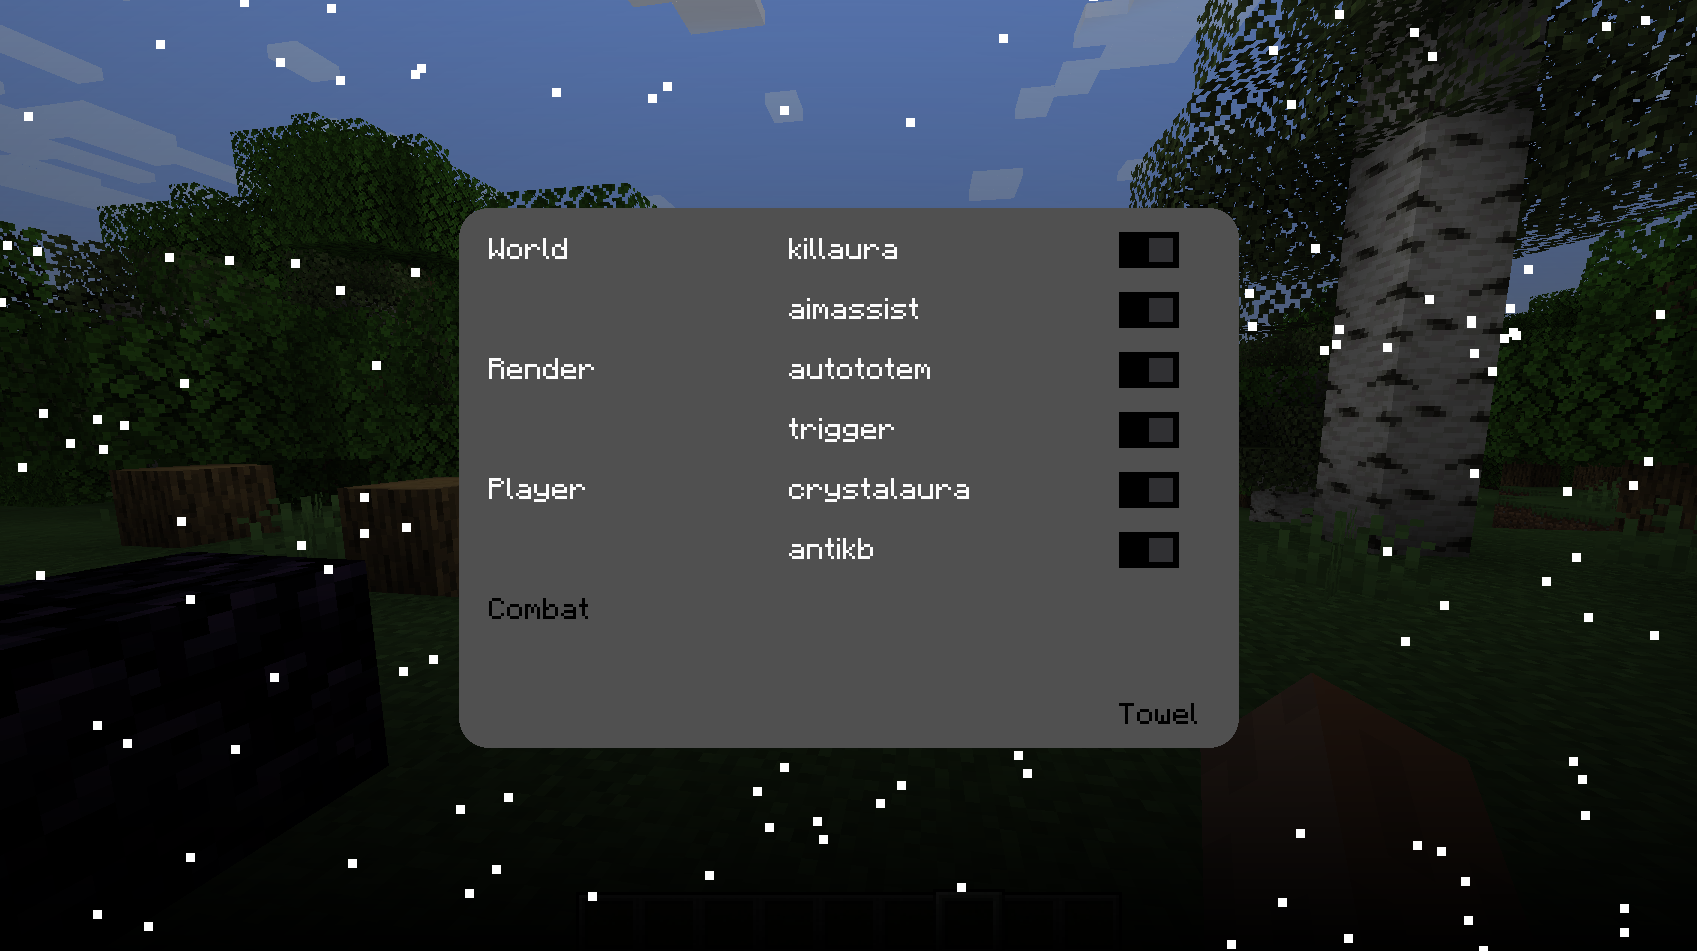 World killaura
aimassist
Render autototem
trigger
Player crystalaura
antikb
Combat
Towel